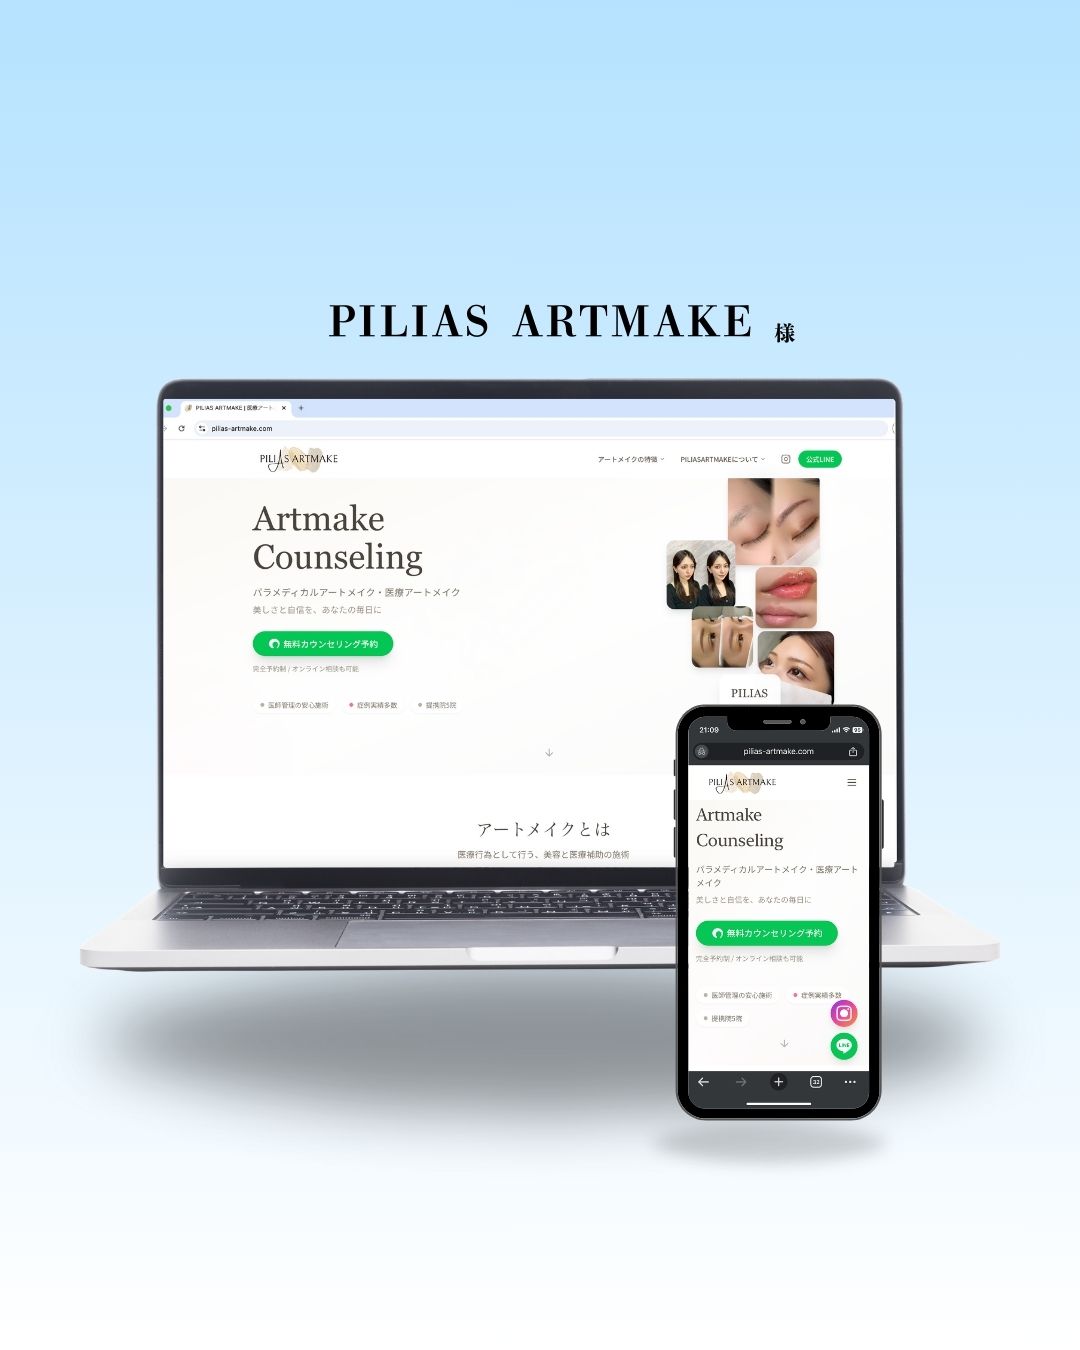 PILIAS ARTMAKE 様
PILIAS ARTMAKE | 医療アート
pilias-artmake.com
PILIAS ARTMAKE
アートメイクの特徴
PILIASARTMAKEについて
公式LINE
Artmake
Counseling
パラメディカルアートメイク・医療アートメイク
美しさと自信を、あなたの毎日に
無料カウンセリング予約
完全予約制 / オンライン相談も可能
医師管理の安心施術
症例実績多数
提携院5院
PILIAS
アートメイクとは
医療行為として行う、美容と医療補助の施術
21:09
95
pilias-artmake.com
PILIAS ARTMAKE
Artmake
Counseling
パラメディカルアートメイク・医療アート
メイク
美しさと自信を、あなたの毎日に
無料カウンセリング予約
完全予約制 / オンライン相談も可能
医師管理の安心施術
症例実績多数
提携院5院
LINE
32